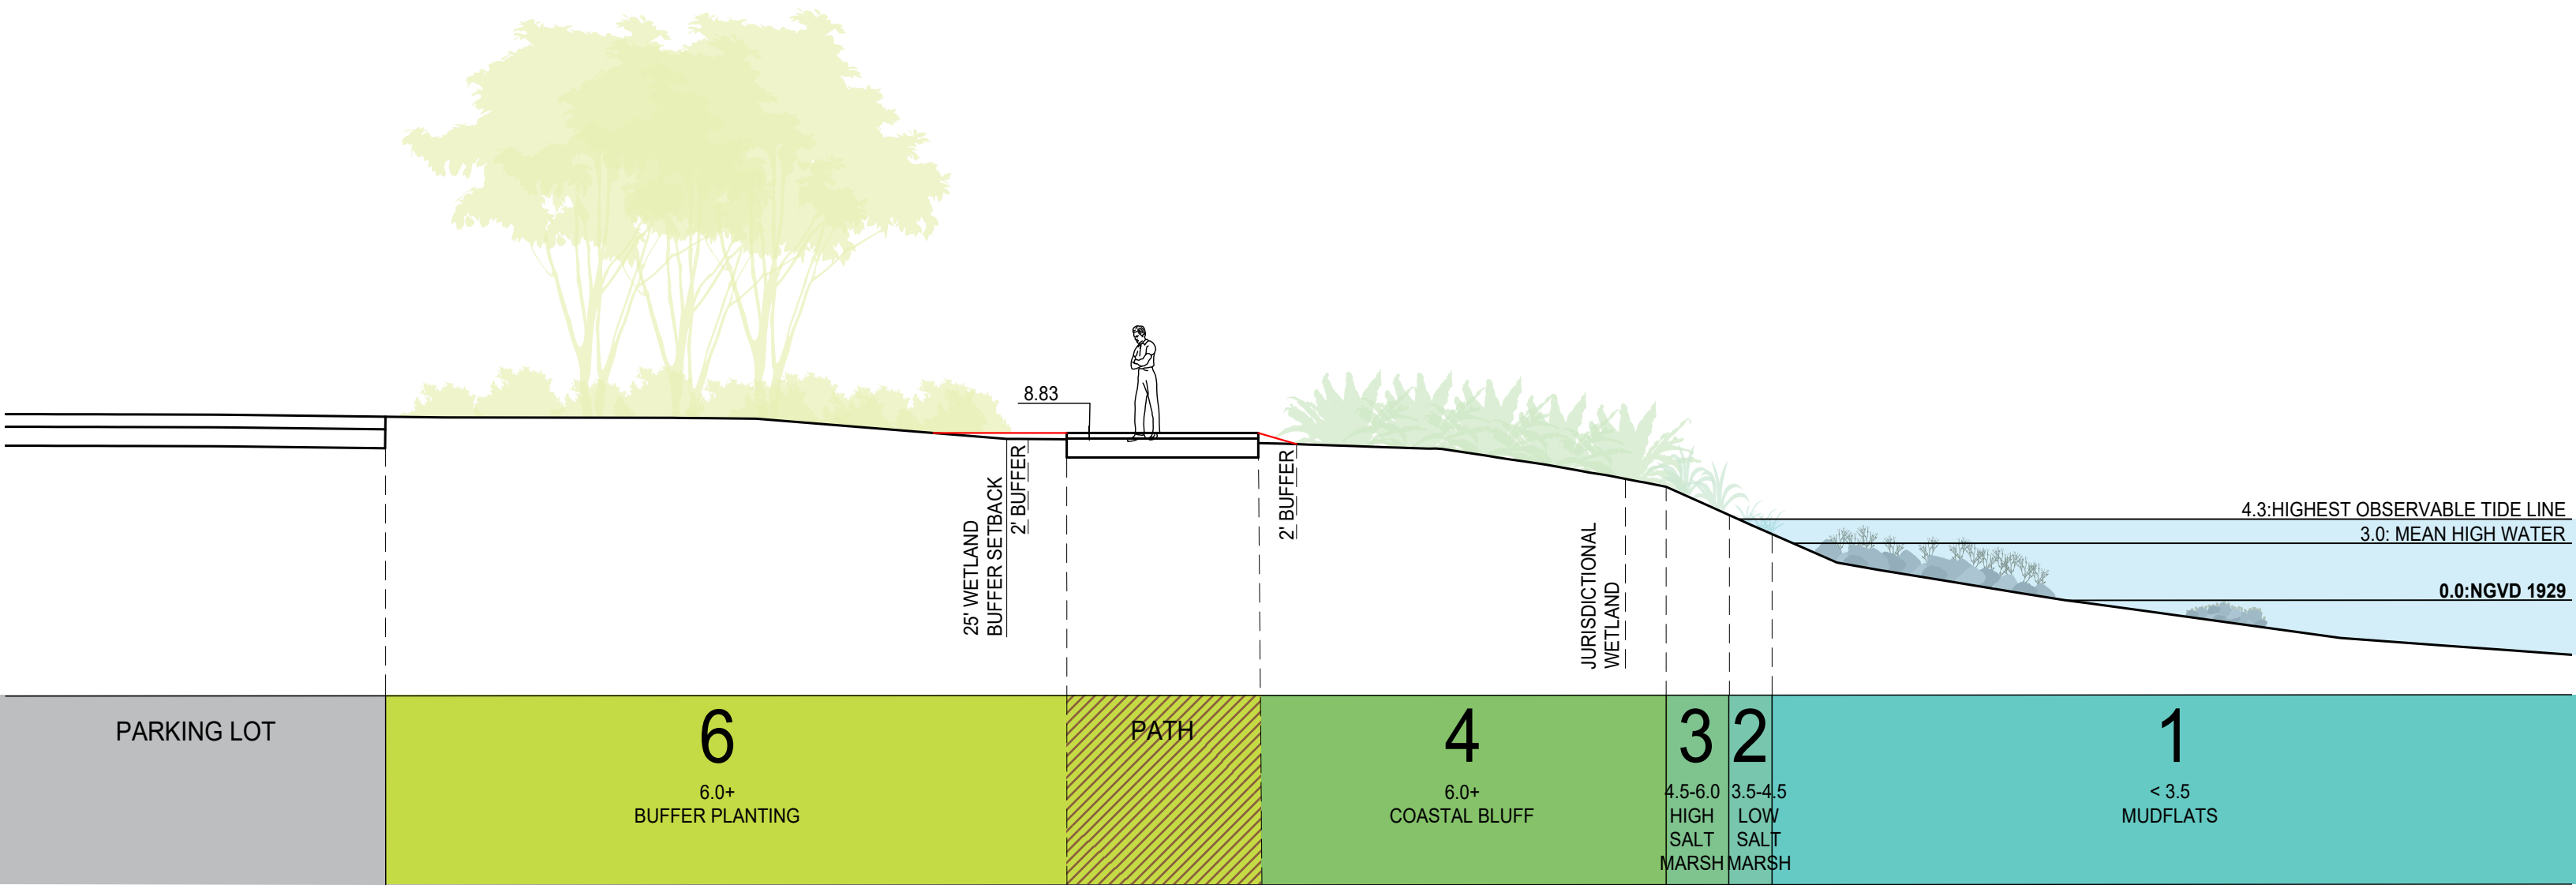 8.83
25' WETLAND
BUFFER SETBACK
2' BUFFER
2' BUFFER
JURISDICTIONAL
WETLAND
4.3:HIGHEST OBSERVABLE TIDE LINE
3.0: MEAN HIGH WATER
0.0:NGVD 1929
PARKING LOT
6
6.0+
BUFFER PLANTING
PATH
4
6.0+
COASTAL BLUFF
3
4.5-6.0
HIGH
SALT
MARSH
2
3.5-4.5
LOW
SALT
MARSH
1
< 3.5
MUDFLATS